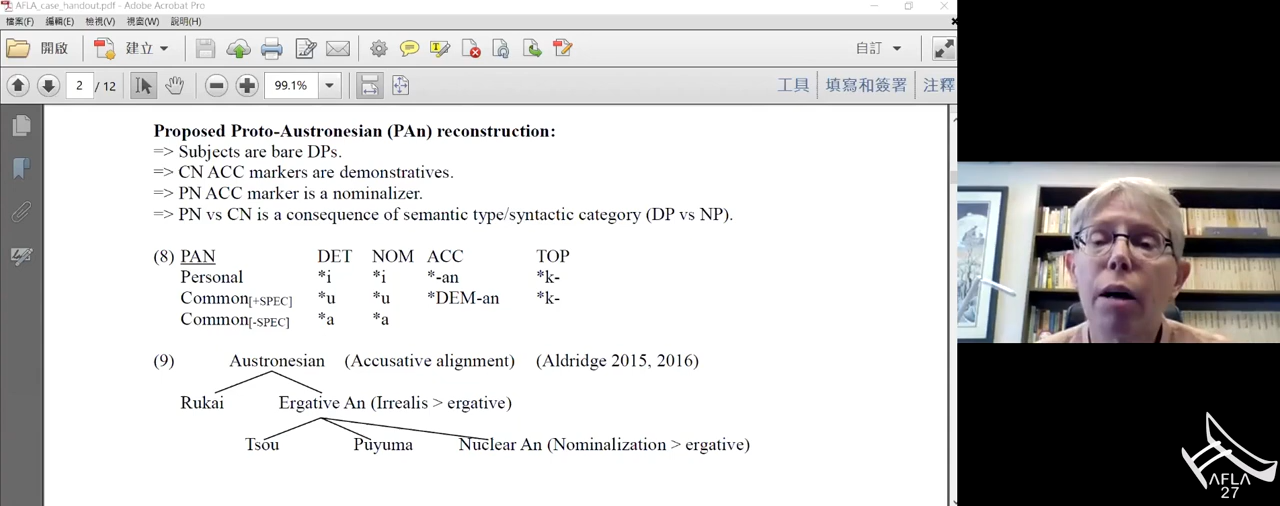 AFLA_case_handout.pdf - Adobe Acrobat Pro
檔案(F) 編輯(E) 檢視(V) 視窗(W) 說明(H)
開啟 建立 自訂
2 / 12 99.1% 工具 填寫和簽署 注釋
Proposed Proto-Austronesian (PAn) reconstruction:
=> Subjects are bare DPs.
=> CN ACC markers are demonstratives.
=> PN ACC marker is a nominalizer.
=> PN vs CN is a consequence of semantic type/syntactic category (DP vs NP).
(8) PAN DET NOM ACC TOP
Personal *i *i *-an *k-
Common[+SPEC] *u *u *DEM-an *k-
Common[-SPEC] *a *a
(9) Austronesian (Accusative alignment) (Aldridge 2015, 2016)
Rukai Ergative An (Irrealis > ergative)
Tsou Puyuma Nuclear An (Nominalization > ergative)
AFLA
27